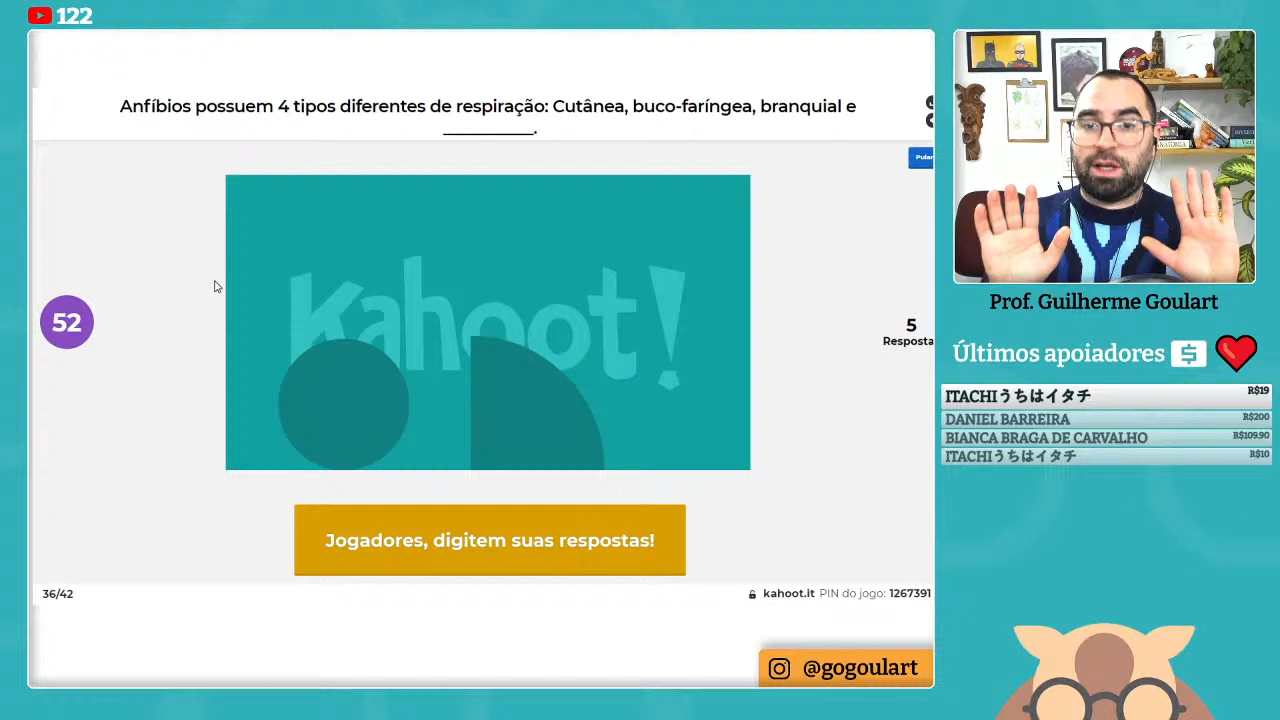 122
Anfíbios possuem 4 tipos diferentes de respiração: Cutânea, buco-faríngea, branquial e
__________.
Pular
Kahoot!
52
5
Resposta
Jogadores, digitem suas respostas!
36/42
kahoot.it PIN do jogo: 1267391
@gogoulart
Prof. Guilherme Goulart
Últimos apoiadores
ITACHIうちはイタチ R$19
DANIEL BARREIRA R$200
BIANCA BRAGA DE CARVALHO R$109.90
ITACHIうちはイタチ R$10